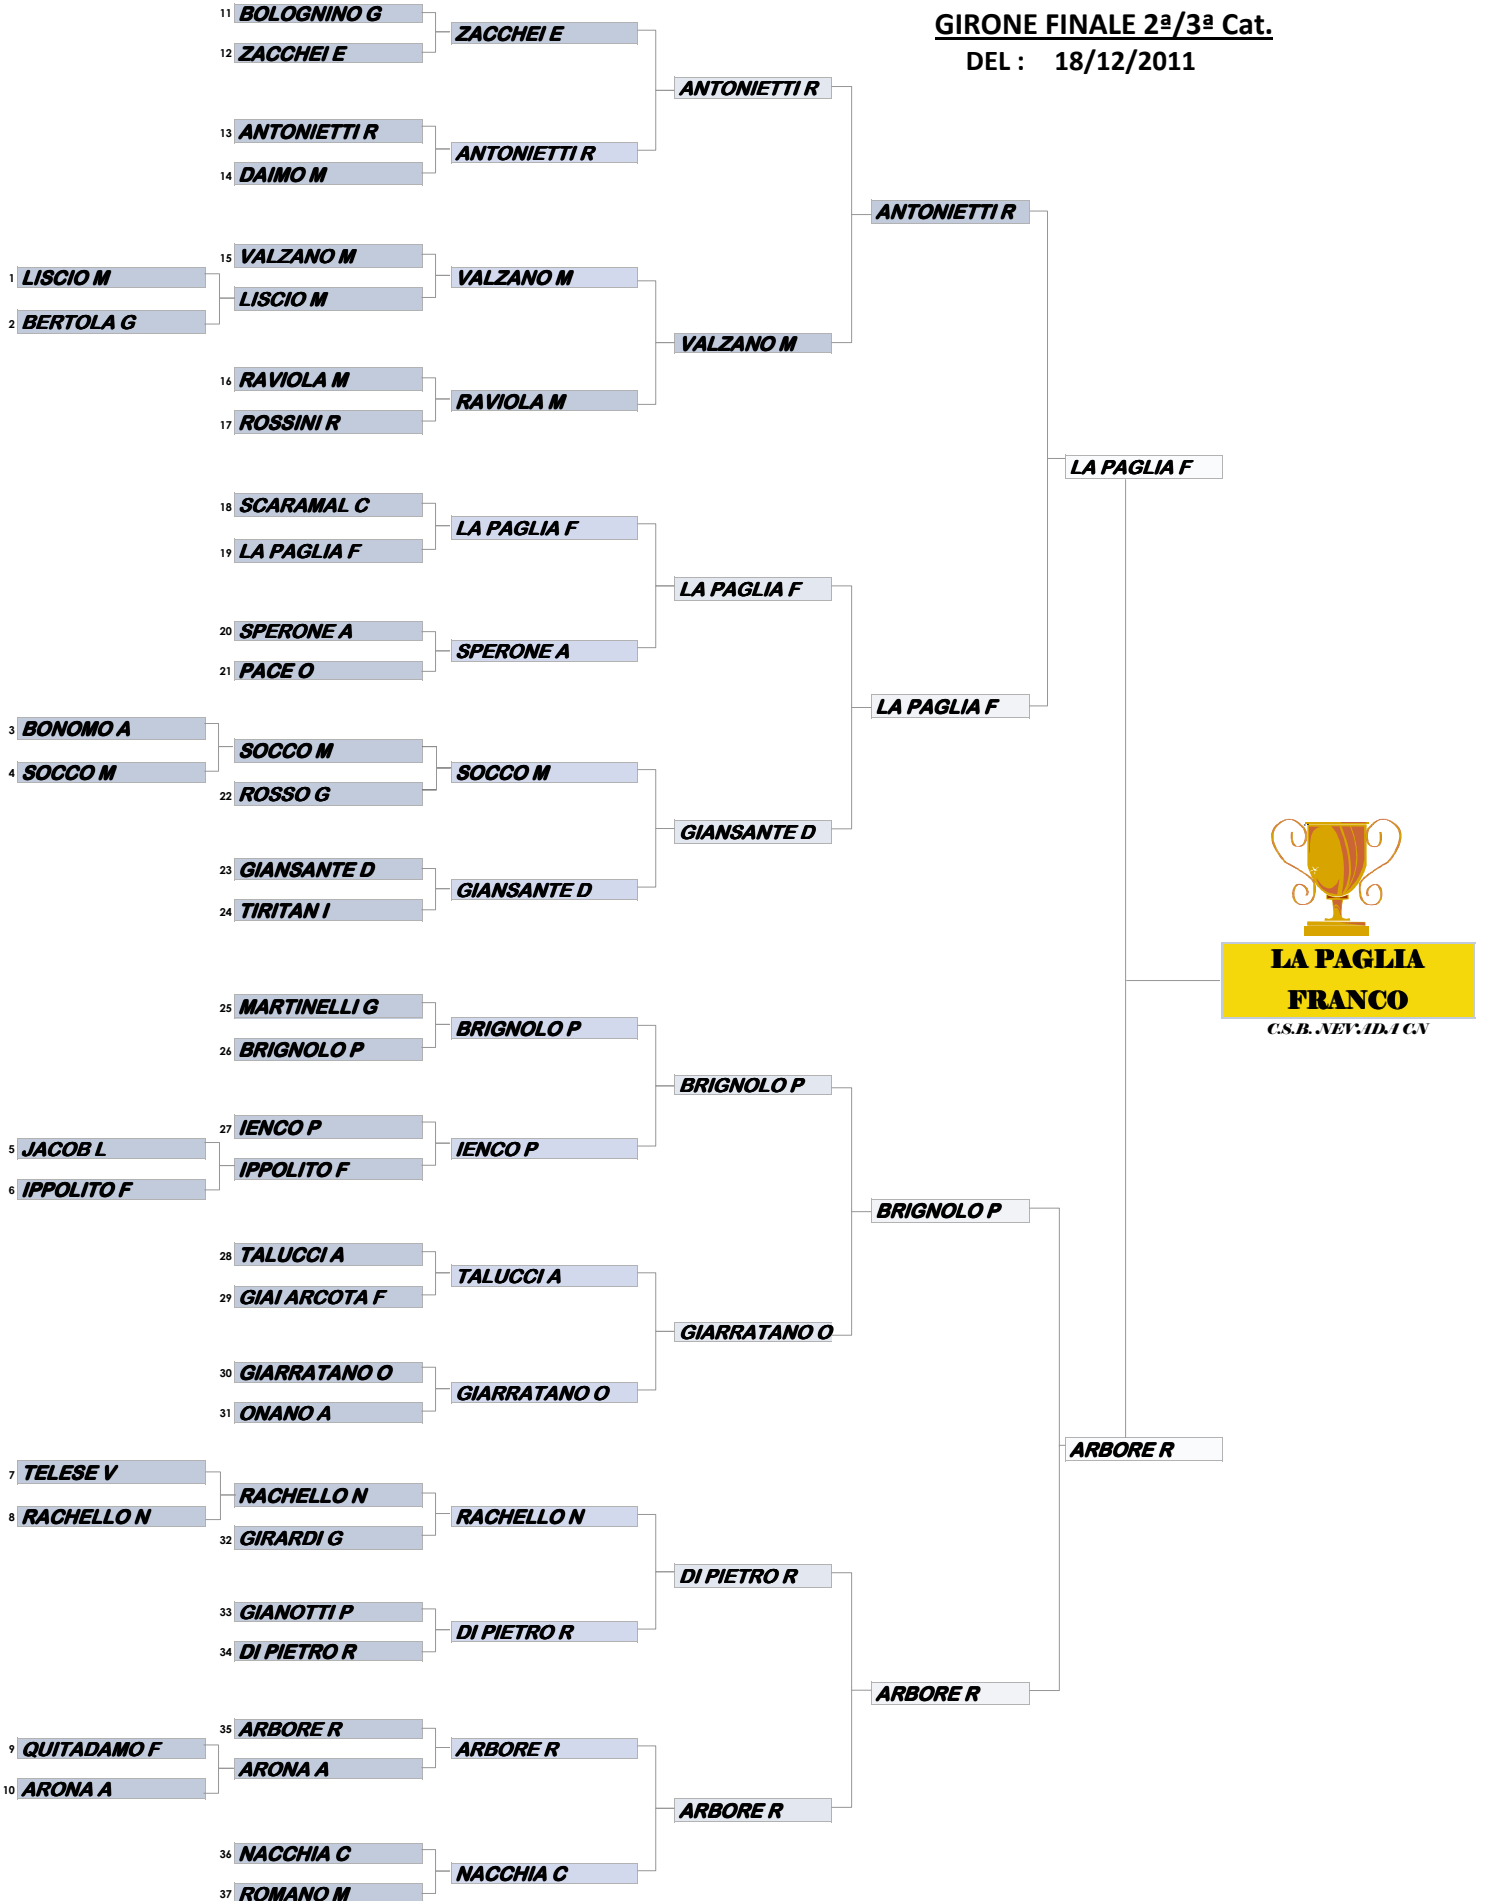 GIRONE FINALE 2ª/3ª Cat.
DEL : 18/12/2011
11 BOLOGNINO G
12 ZACCHEI E
13 ANTONIETTI R
14 DAIMO M
1 LISCIO M
2 BERTOLA G
15 VALZANO M
LISCIO M
16 RAVIOLA M
17 ROSSINI R
18 SCARAMAL C
19 LA PAGLIA F
20 SPERONE A
21 PACE O
3 BONOMO A
4 SOCCO M
SOCCO M
22 ROSSO G
23 GIANSANTE D
24 TIRITAN I
25 MARTINELLI G
26 BRIGNOLO P
5 JACOB L
6 IPPOLITO F
27 IENCO P
IPPOLITO F
28 TALUCCI A
29 GIAI ARCOTA F
30 GIARRATANO O
31 ONANO A
7 TELESE V
8 RACHELLO N
RACHELLO N
32 GIRARDI G
33 GIANOTTI P
34 DI PIETRO R
9 QUITADAMO F
10 ARONA A
35 ARBORE R
ARONA A
36 NACCHIA C
37 ROMANO M
ZACCHEI E
ANTONIETTI R
VALZANO M
RAVIOLA M
LA PAGLIA F
SPERONE A
SOCCO M
GIANSANTE D
BRIGNOLO P
IENCO P
TALUCCI A
GIARRATANO O
RACHELLO N
DI PIETRO R
ARBORE R
NACCHIA C
ANTONIETTI R
VALZANO M
LA PAGLIA F
GIANSANTE D
BRIGNOLO P
GIARRATANO O
DI PIETRO R
ARBORE R
ANTONIETTI R
LA PAGLIA F
BRIGNOLO P
ARBORE R
LA PAGLIA F
ARBORE R
LA PAGLIA
FRANCO
C.S.B. NEVADA CN